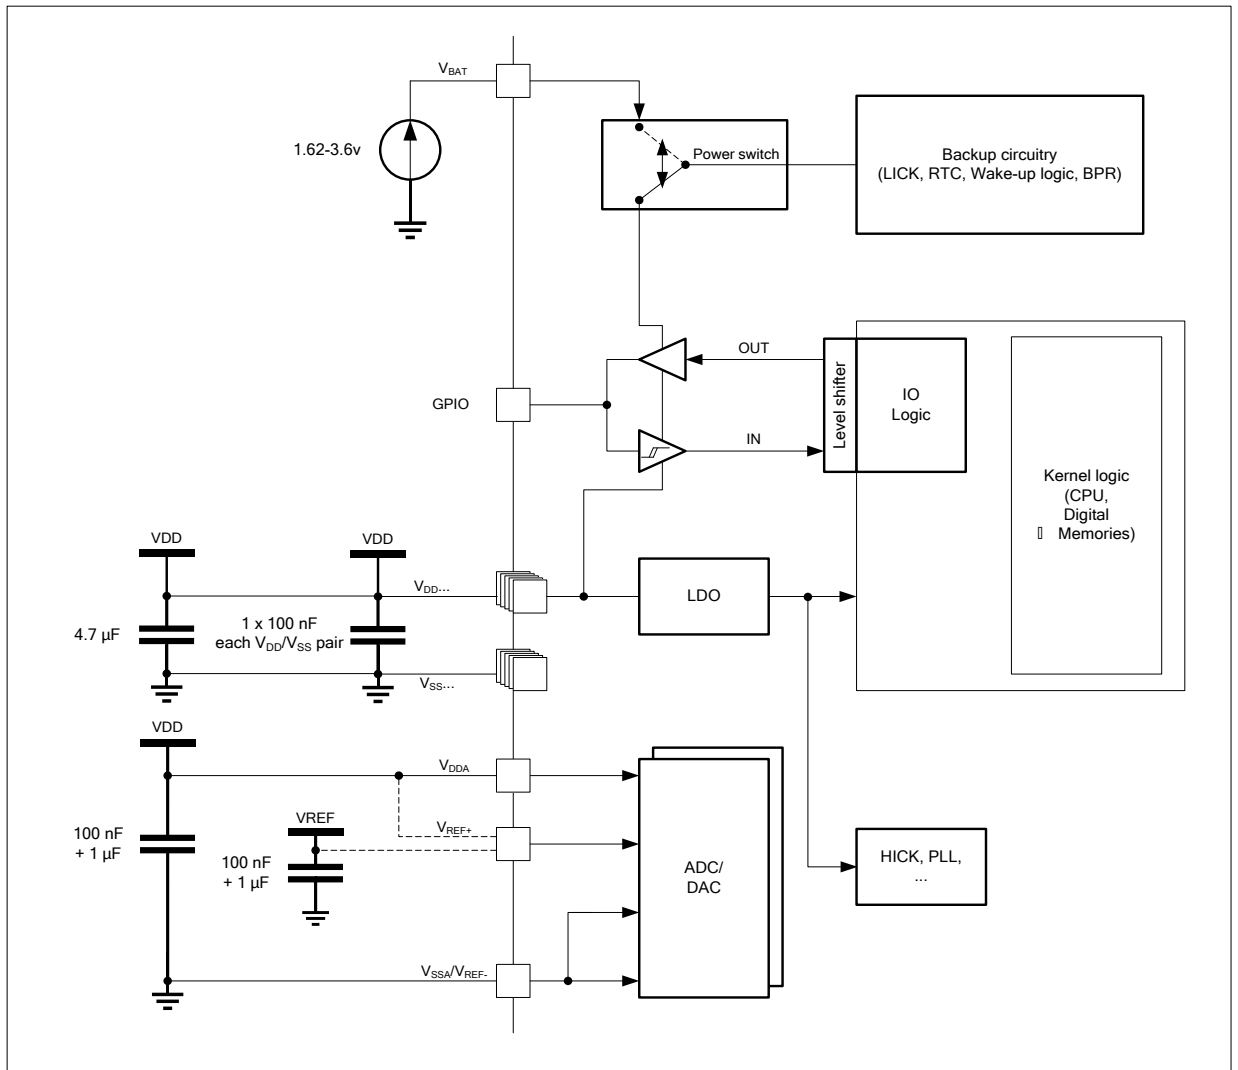 VBAT
1.62-3.6v
Power switch
Backup circuitry
(LICK, RTC, Wake-up logic, BPR)
OUT
GPIO
Level shifter
IO
Logic
IN
Kernel logic
(CPU,
Digital
▯ Memories)
VDD
VDD
VDD...
LDO
4.7 µF
1 x 100 nF
each VDD/VSS pair
VSS...
VDD
VDDA
VREF
VREF+
100 nF
+ 1 µF
100 nF
+ 1 µF
ADC/
DAC
HICK, PLL,
...
VSSA/VREF-